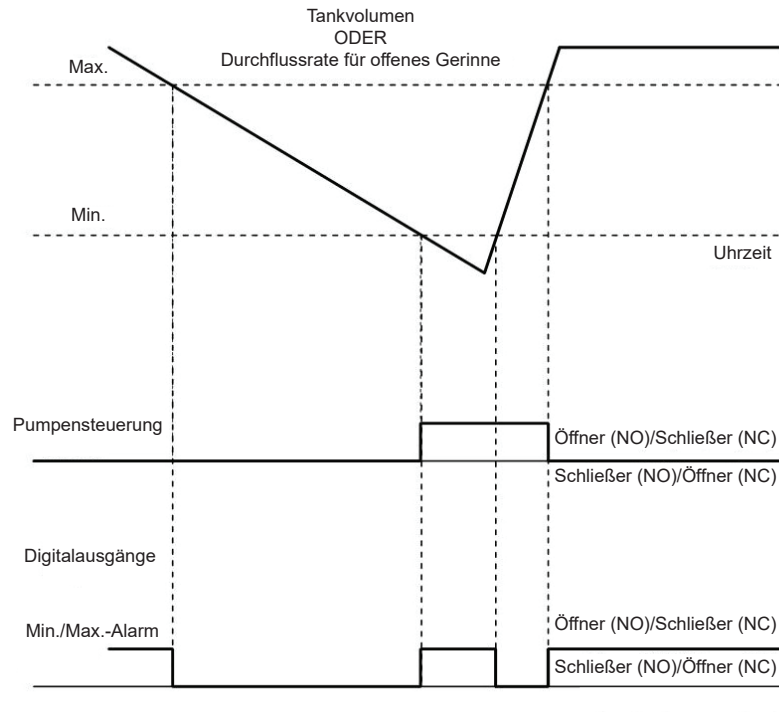 Tankvolumen
ODER
Durchflussrate für offenes Gerinne
Max.
Min.
Uhrzeit
Pumpensteuerung
Öffner (NO)/Schließer (NC)
Schließer (NO)/Öffner (NC)
Digitalausgänge
Min./Max.-Alarm
Öffner (NO)/Schließer (NC)
Schließer (NO)/Öffner (NC)